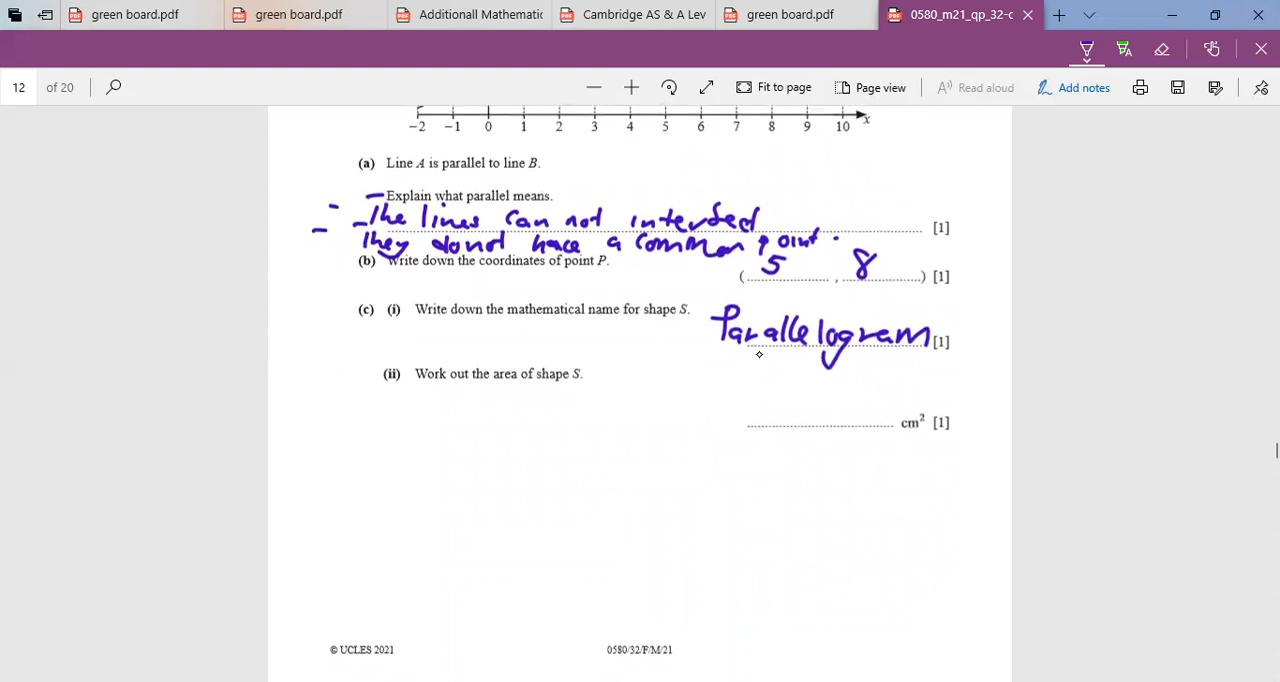 green board.pdf
green board.pdf
Additionall Mathematic
Cambridge AS & A Lev
green board.pdf
0580_m21_qp_32-c
12 of 20
Fit to page
Page view
Read aloud
Add notes
-2 -1 0 1 2 3 4 5 6 7 8 9 10 x
(a) Line A is parallel to line B.
Explain what parallel means.
The lines can not intersect
[1]
They donot have a common point.
(b) Write down the coordinates of point P.
( 5 , 8 ) [1]
(c) (i) Write down the mathematical name for shape S.
Parallelogram [1]
(ii) Work out the area of shape S.
cm² [1]
© UCLES 2021
0580/32/F/M/21